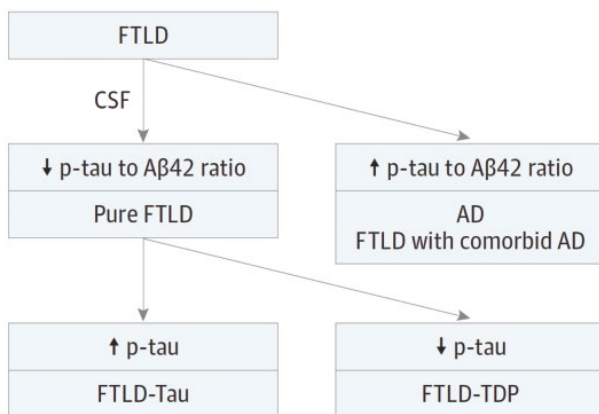 FTLD
CSF
↓ p-tau to Aβ42 ratio
Pure FTLD
↑ p-tau to Aβ42 ratio
AD
FTLD with comorbid AD
↑ p-tau
FTLD-Tau
↓ p-tau
FTLD-TDP